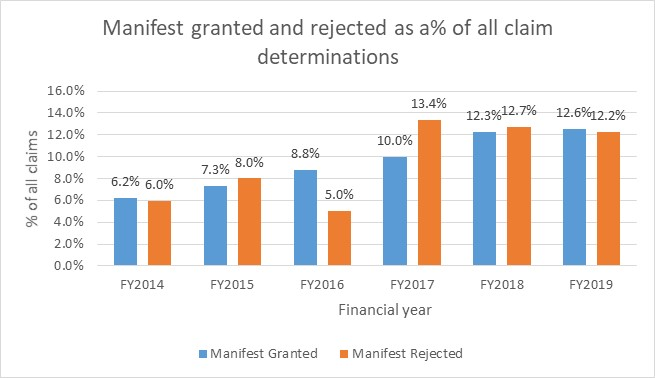 Manifest granted and rejected as a% of all claim
determinations
16.0%
14.0%
12.0%
10.0%
8.0%
6.0%
4.0%
2.0%
0.0%
% of all claims
6.2%
6.0%
7.3%
8.0%
8.8%
5.0%
10.0%
13.4%
12.3%
12.7%
12.6%
12.2%
FY2014
FY2015
FY2016
FY2017
FY2018
FY2019
Financial year
Manifest Granted
Manifest Rejected